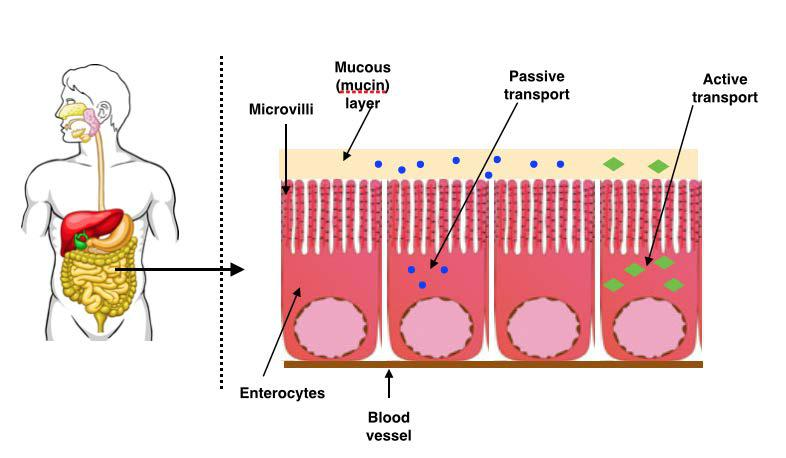 Mucous
(mucin)
layer
Microvilli
Passive
transport
Active
transport
Enterocytes
Blood
vessel